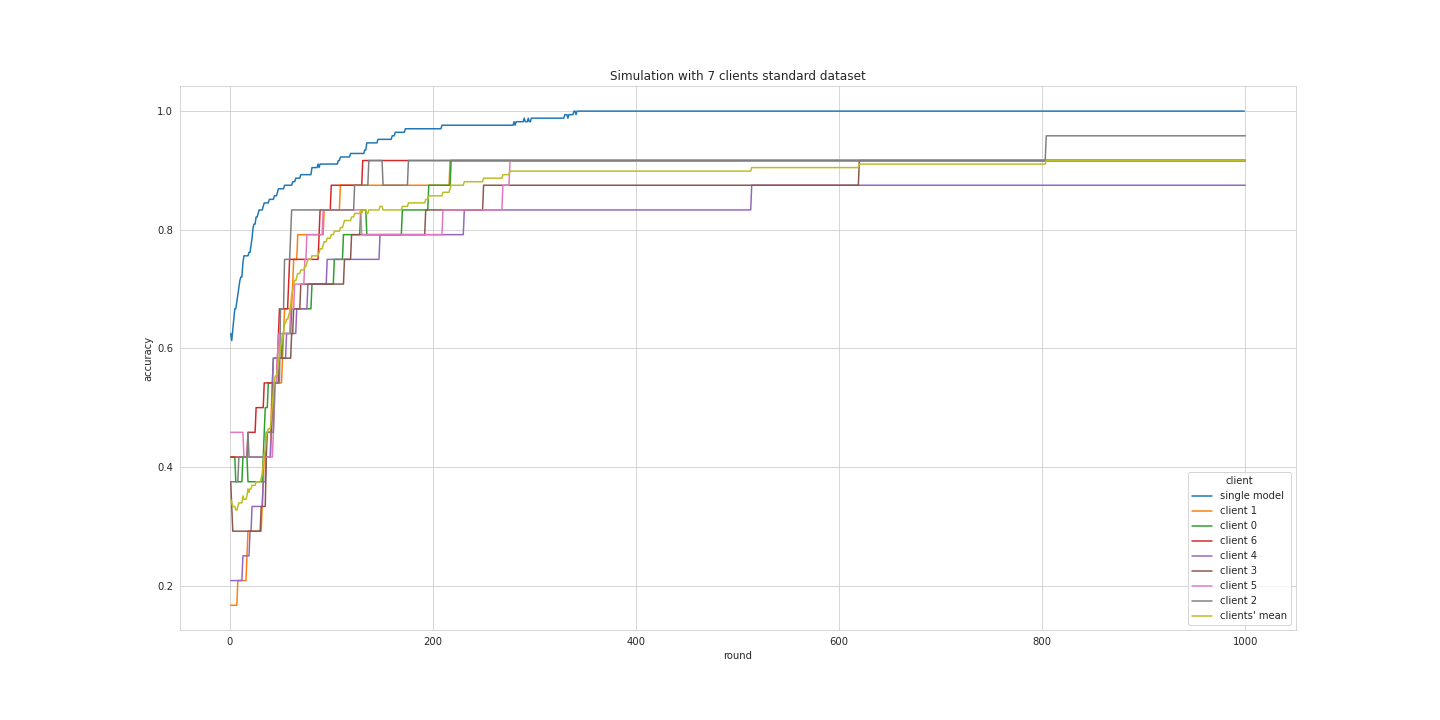 Simulation with 7 clients standard dataset
1.0
0.8
0.6
0.4
0.2
accuracy
0
200
400
600
800
1000
round
client
single model
client 1
client 0
client 6
client 4
client 3
client 5
client 2
clients' mean